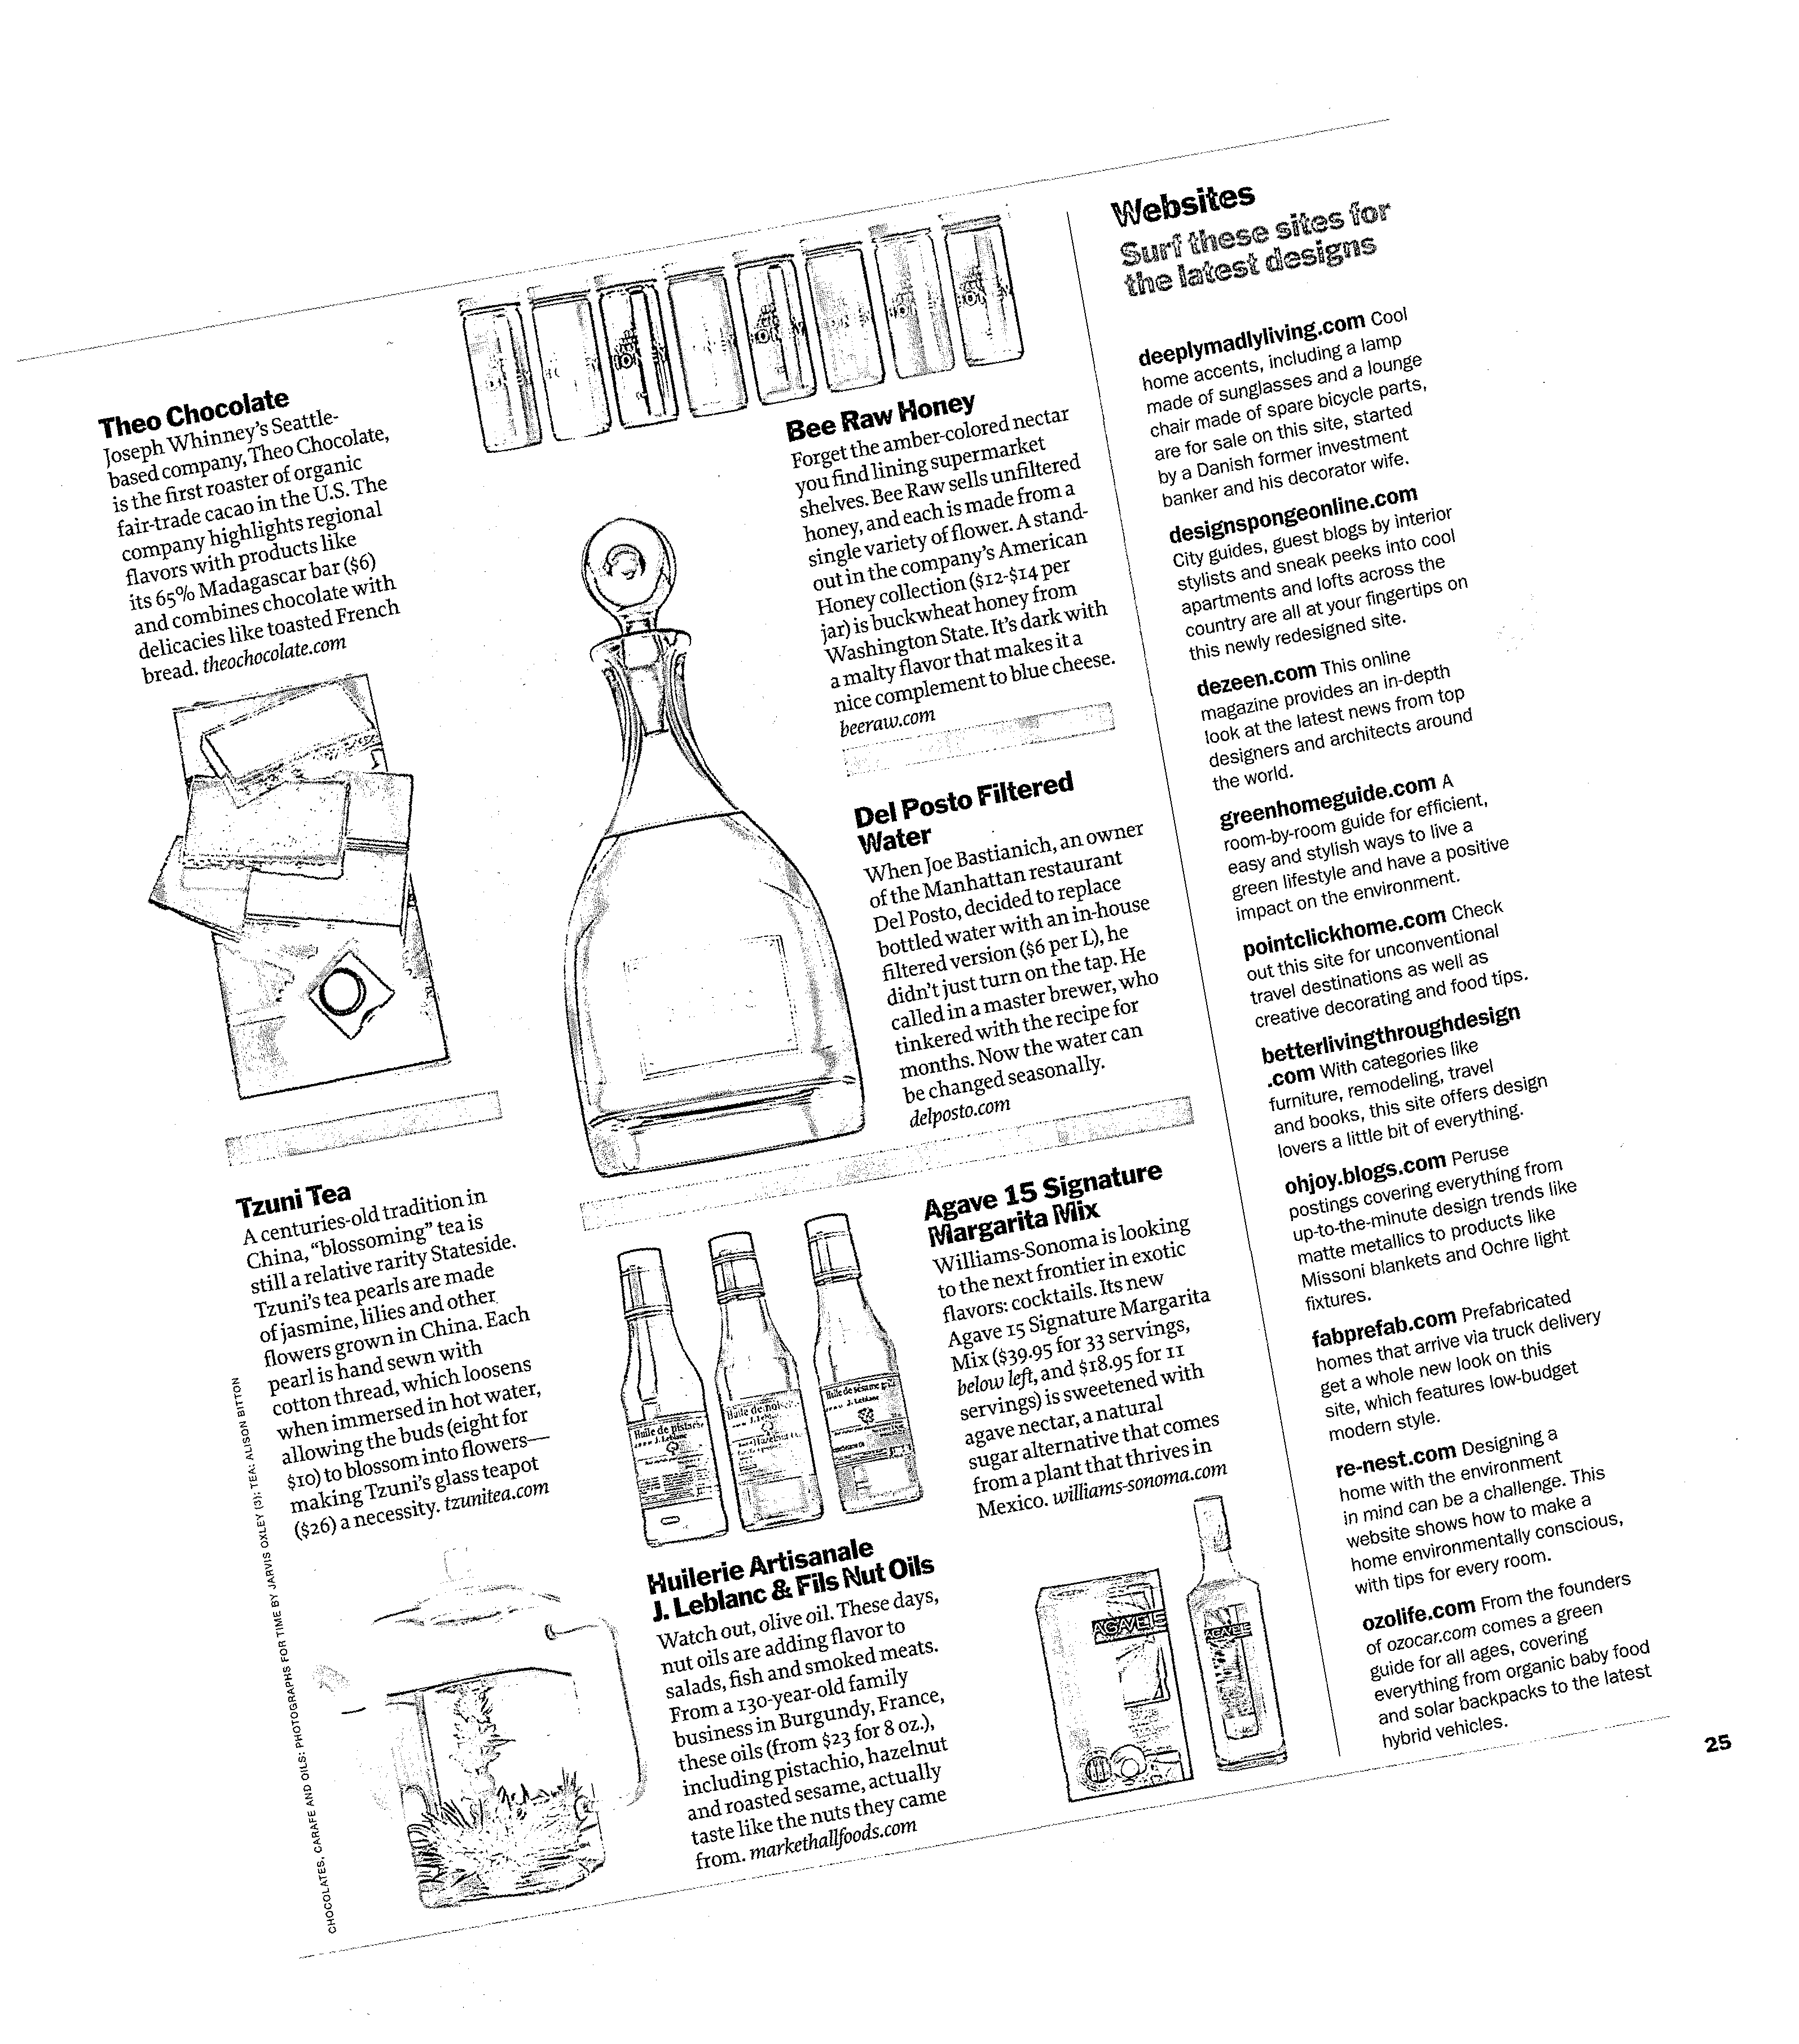 Theo Chocolate
Joseph Whinney's Seattle-
based company, Theo Chocolate,
is the first roaster of organic
fair-trade cacao in the U.S. The
company highlights regional
flavors with products like
its 65% Madagascar bar ($6)
and combines chocolate with
delicacies like toasted French
bread. theochocolate.com
Tzuni Tea
A centuries-old tradition in
China, "blossoming" tea is
still a relative rarity Stateside.
Tzuni's tea pearls are made
of jasmine, lilies and other
flowers grown in China. Each
pearl is hand sewn with
cotton thread, which loosens
when immersed in hot water,
allowing the buds (eight for
$10) to blossom into flowers—
making Tzuni's glass teapot
($26) a necessity. tzunitea.com
CHOCOLATES, CARAFE AND OILS: PHOTOGRAPHS FOR TIME BY JARVIS OXLEY (3); TEA: ALISON BITTON
Bee Raw Honey
Forget the amber-colored nectar
you find lining supermarket
shelves. Bee Raw sells unfiltered
honey, and each is made from a
single variety of flower. A stand-
out in the company's American
Honey collection ($12-$14 per
jar) is buckwheat honey from
Washington State. It's dark with
a malty flavor that makes it a
nice complement to blue cheese.
beeraw.com
Del Posto Filtered
Water
When Joe Bastianich, an owner
of the Manhattan restaurant
Del Posto, decided to replace
bottled water with an in-house
filtered version ($6 per L), he
didn't just turn on the tap. He
called in a master brewer, who
tinkered with the recipe for
months. Now the water can
be changed seasonally.
delposto.com
Huile de pistache
J. Leblanc
Huile de noisette
J. Leblanc
Huile de sésame grillé
J. Leblanc
Huilerie Artisanale
J. Leblanc & Fils Nut Oils
Watch out, olive oil. These days,
nut oils are adding flavor to
salads, fish and smoked meats.
From a 130-year-old family
business in Burgundy, France,
these oils (from $23 for 8 oz.),
including pistachio, hazelnut
and roasted sesame, actually
taste like the nuts they came
from. markethallfoods.com
Agave 15 Signature
Margarita Mix
Williams-Sonoma is looking
to the next frontier in exotic
flavors: cocktails. Its new
Agave 15 Signature Margarita
Mix ($39.95 for 33 servings,
below left, and $18.95 for 11
servings) is sweetened with
agave nectar, a natural
sugar alternative that comes
from a plant that thrives in
Mexico. williams-sonoma.com
AGAVE 15
AGAVE 15
Websites
Surf these sites for
the latest designs
deeplymadlyliving.com Cool
home accents, including a lamp
made of sunglasses and a lounge
chair made of spare bicycle parts,
are for sale on this site, started
by a Danish former investment
banker and his decorator wife.
designspongeonline.com
City guides, guest blogs by interior
stylists and sneak peeks into cool
apartments and lofts across the
country are all at your fingertips on
this newly redesigned site.
dezeen.com This online
magazine provides an in-depth
look at the latest news from top
designers and architects around
the world.
greenhomeguide.com A
room-by-room guide for efficient,
easy and stylish ways to live a
green lifestyle and have a positive
impact on the environment.
pointclickhome.com Check
out this site for unconventional
travel destinations as well as
creative decorating and food tips.
betterlivingthroughdesign
.com With categories like
furniture, remodeling, travel
and books, this site offers design
lovers a little bit of everything.
ohjoy.blogs.com Peruse
postings covering everything from
up-to-the-minute design trends like
matte metallics to products like
Missoni blankets and Ochre light
fixtures.
fabprefab.com Prefabricated
homes that arrive via truck delivery
get a whole new look on this
site, which features low-budget
modern style.
re-nest.com Designing a
home with the environment
in mind can be a challenge. This
website shows how to make a
home environmentally conscious,
with tips for every room.
ozolife.com From the founders
of ozocar.com comes a green
guide for all ages, covering
everything from organic baby food
and solar backpacks to the latest
hybrid vehicles.
25